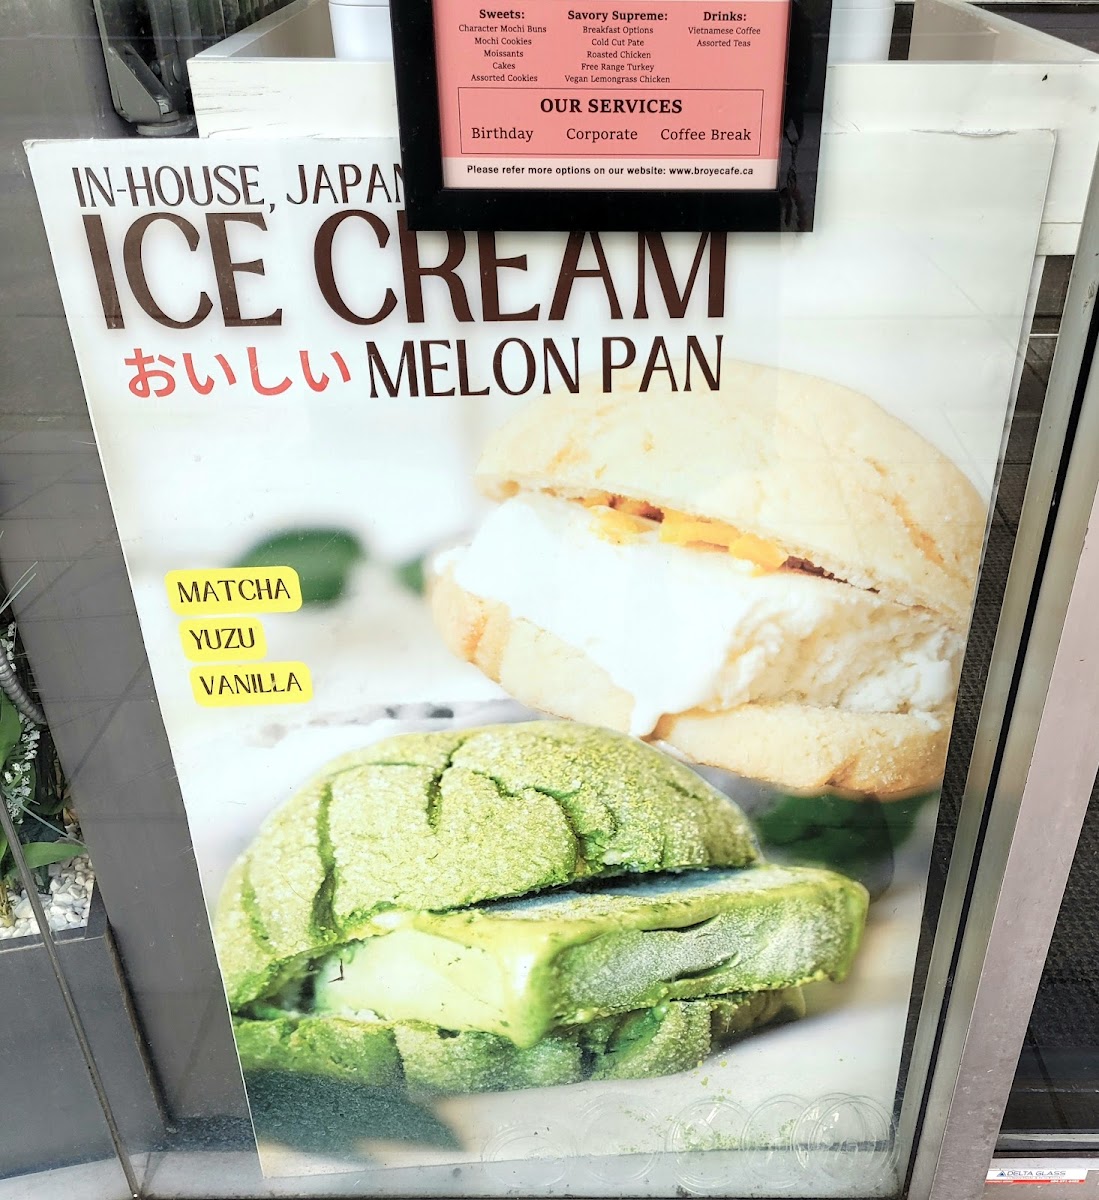 Sweets:
Character Mochi Buns
Mochi Cookies
Moissants
Cakes
Assorted Cookies
Savory Supreme:
Breakfast Options
Cold Cut Pate
Roasted Chicken
Free Range Turkey
Vegan Lemongrass Chicken
Drinks:
Vietnamese Coffee
Assorted Teas
OUR SERVICES
Birthday Corporate Coffee Break
Please refer more options on our website: www.broyecafe.ca
IN-HOUSE, JAPAN
ICE CREAM
おいしい MELON PAN
MATCHA
YUZU
VANILLA
DELTA GLASS